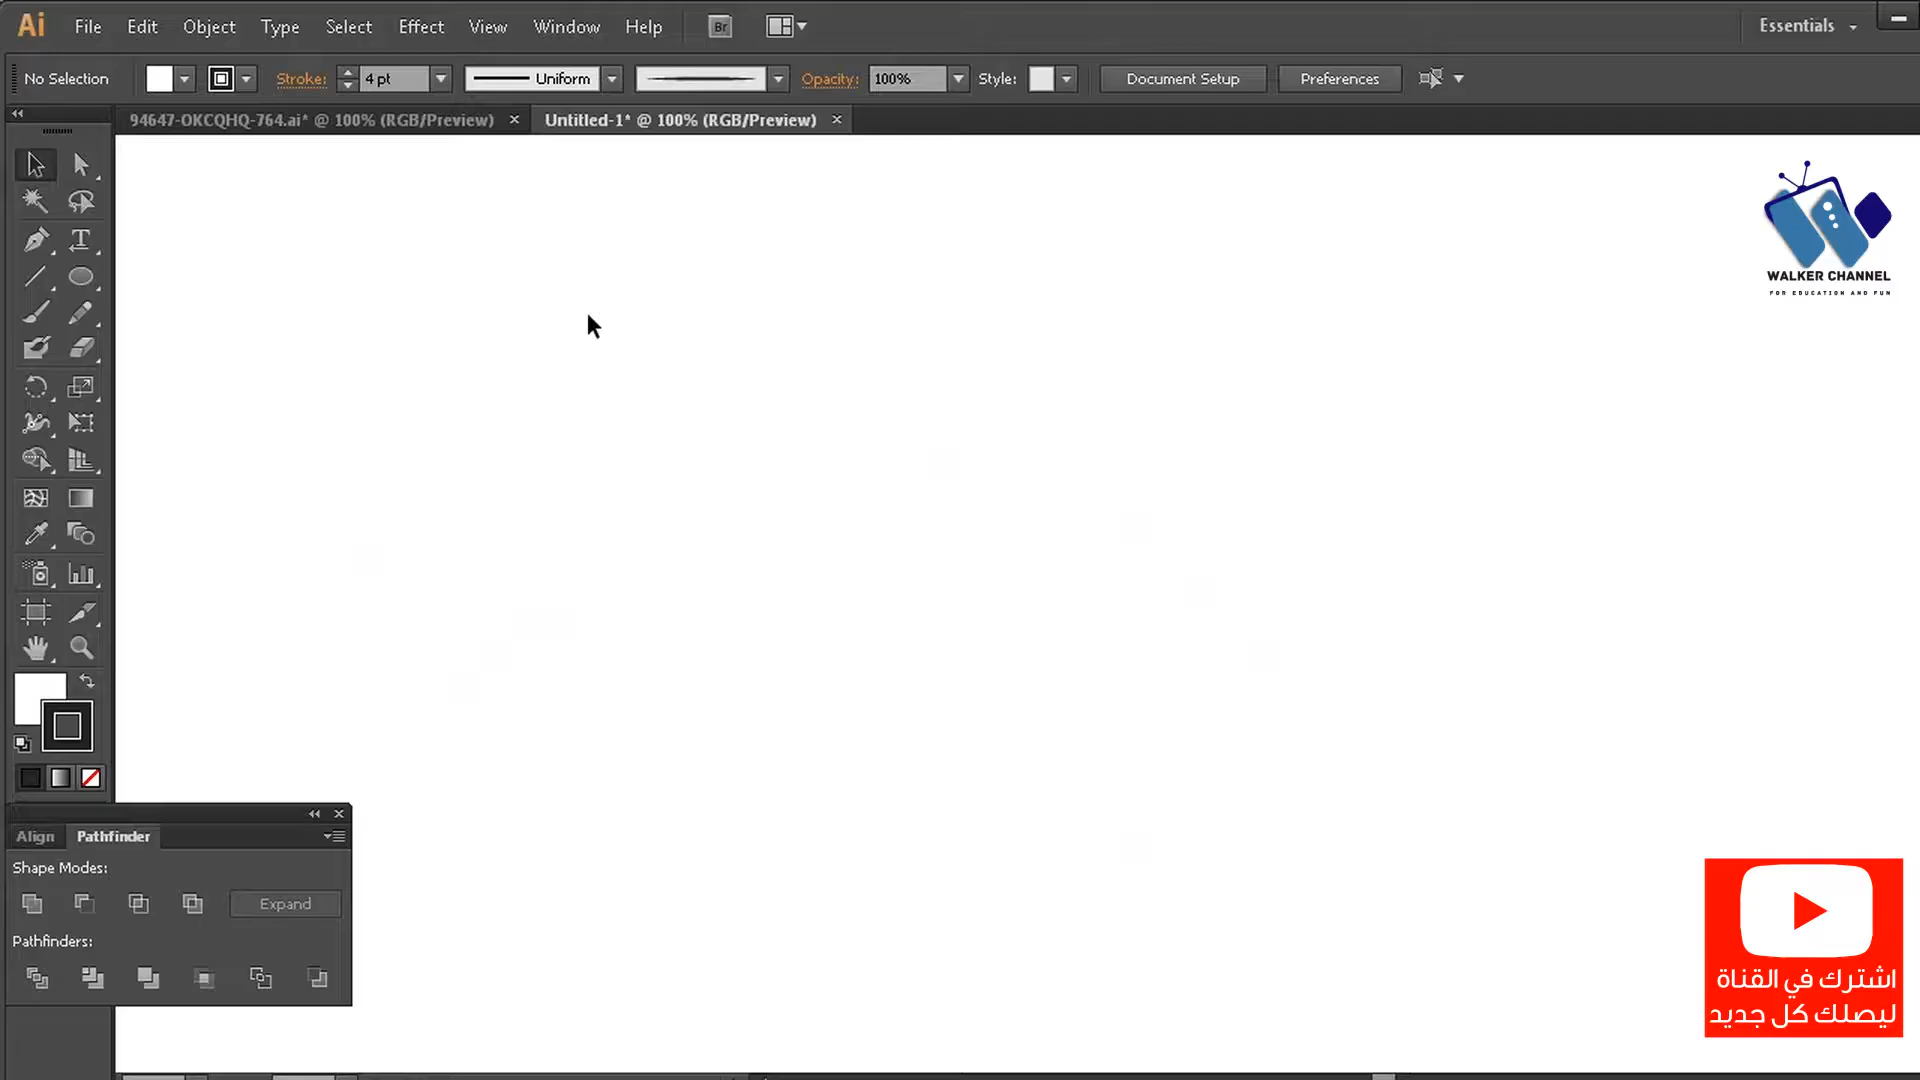 Ai File Edit Object Type Select Effect View Window Help Br Essentials
No Selection Stroke: 4 pt Uniform Opacity: 100% Style: Document Setup Preferences
94647-OKCQHQ-764.ai* @ 100% (RGB/Preview) Untitled-1* @ 100% (RGB/Preview)
WALKER CHANNEL
FOR EDUCATION AND FUN
Align Pathfinder
Shape Modes:
Expand
Pathfinders:
اشترك في القناة
ليصلك كل جديد